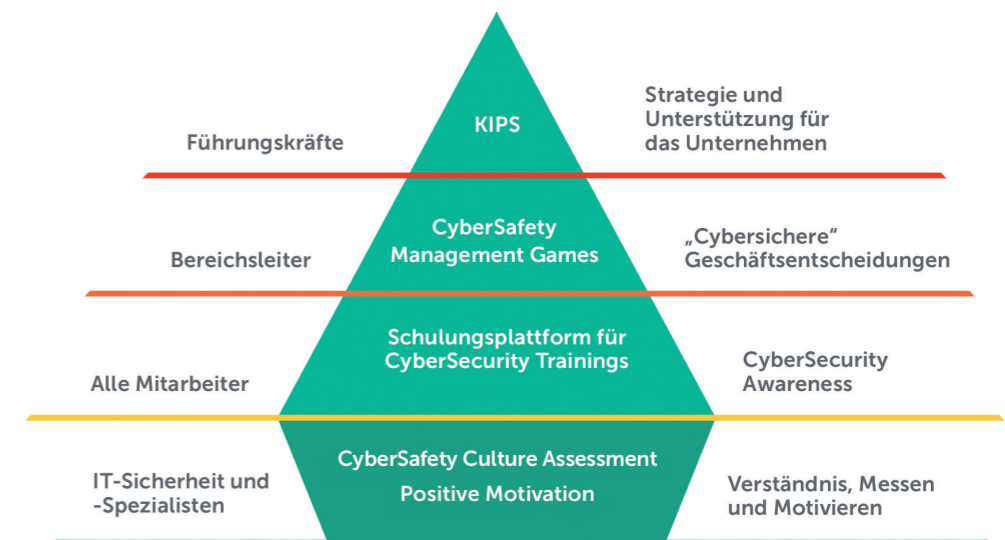 Führungskräfte
KIPS
Strategie und
Unterstützung für
das Unternehmen
Bereichsleiter
CyberSafety
Management Games
„Cybersichere“
Geschäftsentscheidungen
Alle Mitarbeiter
Schulungsplattform für
CyberSecurity Trainings
CyberSecurity
Awareness
IT-Sicherheit und
-Spezialisten
CyberSafety Culture Assessment
Positive Motivation
Verständnis, Messen
und Motivieren